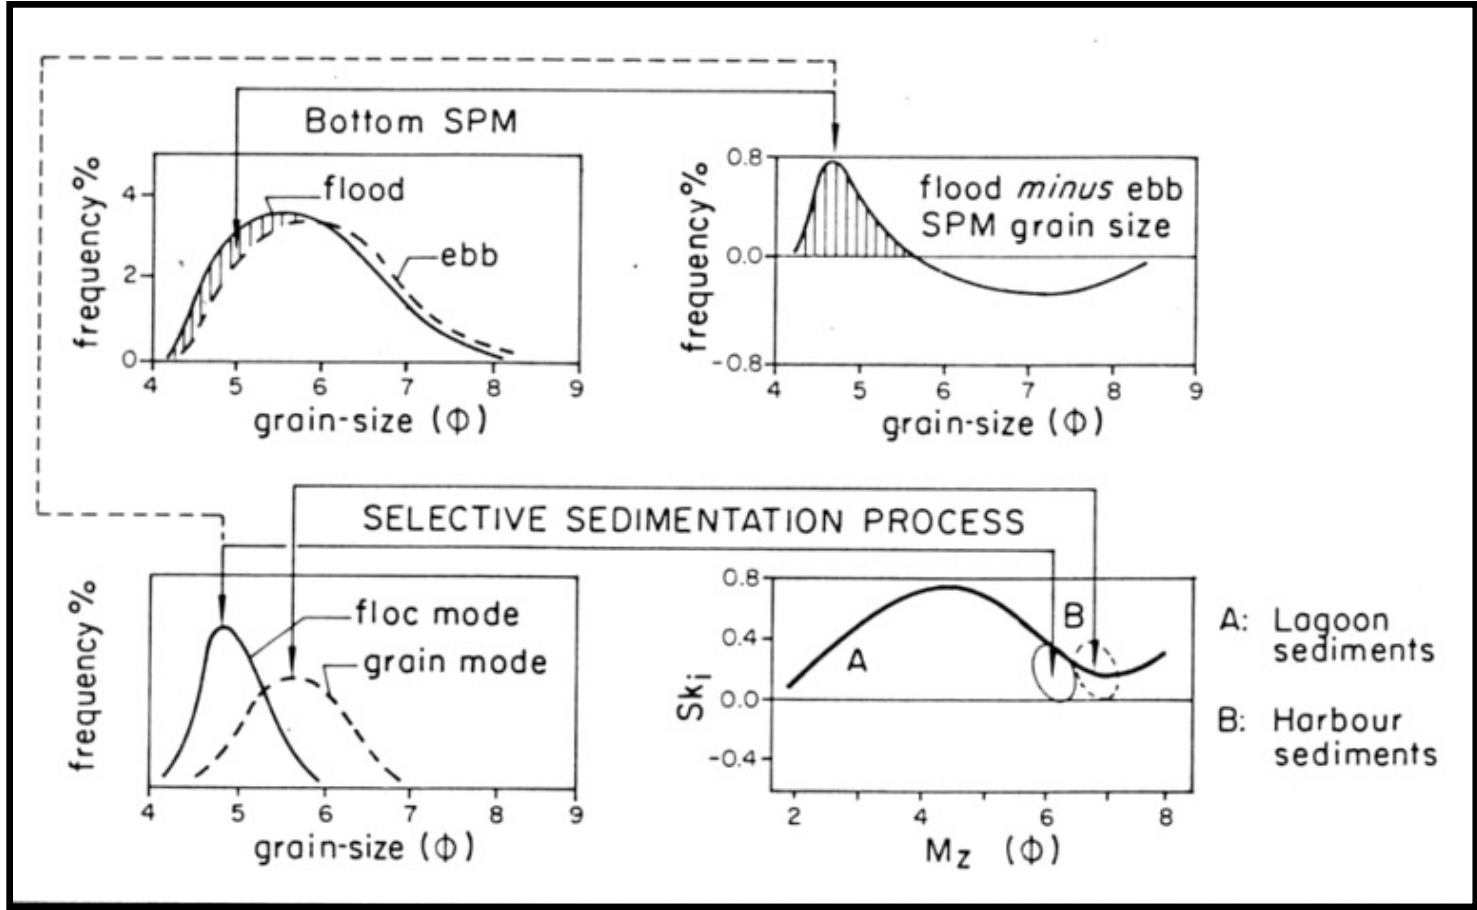 Bottom SPM
frequency%
4
2
0
flood
ebb
4 5 6 7 8 9
grain-size (Φ)
frequency%
0.8
0.0
-0.8
flood minus ebb
SPM grain size
4 5 6 7 8 9
grain-size (Φ)
SELECTIVE SEDIMENTATION PROCESS
frequency%
floc mode
grain mode
4 5 6 7 8 9
grain-size (Φ)
Ski
0.8
0.4
0.0
-0.4
A
B
2 4 6 8
Mz (Φ)
A: Lagoon
sediments
B: Harbour
sediments